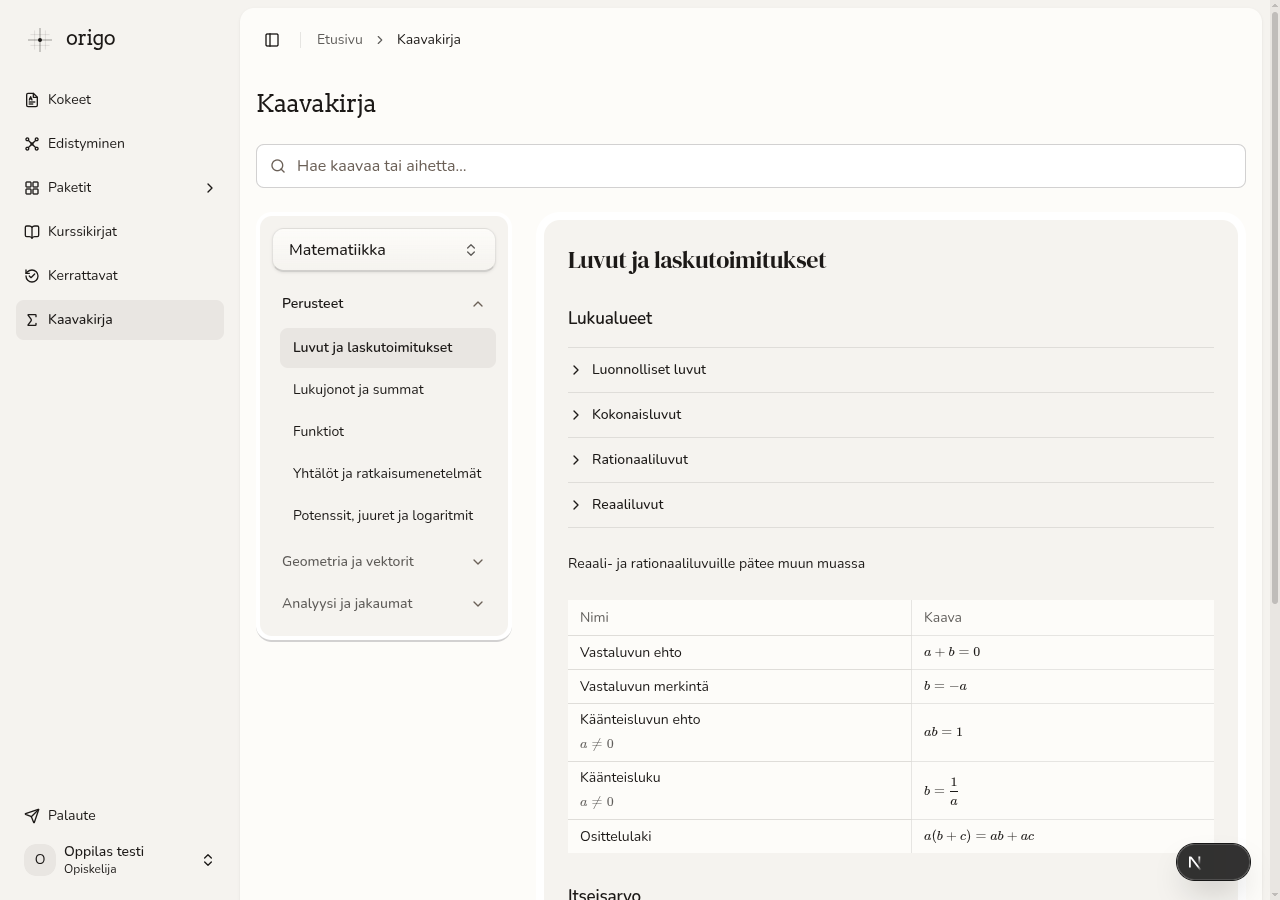 origo
Kokeet
Edistyminen
Paketit
Kurssikirjat
Kerrattavat
Kaavakirja
Palaute
O
Oppilas testi
Opiskelija
Etusivu
Kaavakirja
Kaavakirja
Hae kaavaa tai aihetta...
Matematiikka
Perusteet
Luvut ja laskutoimitukset
Lukujonot ja summat
Funktiot
Yhtälöt ja ratkaisumenetelmät
Potenssit, juuret ja logaritmit
Geometria ja vektorit
Analyysi ja jakaumat
Luvut ja laskutoimitukset
Lukualueet
Luonnolliset luvut
Kokonaisluvut
Rationaaliluvut
Reaaliluvut
Reaali- ja rationaaliluvuille pätee muun muassa
Nimi Kaava
Vastaluvun ehto a + b = 0
Vastaluvun merkintä b = −a
Käänteisluvun ehto
a ≠ 0
ab = 1
Käänteisluku
a ≠ 0
b = 1/a
Osittelulaki a(b + c) = ab + ac
Itseisarvo
N